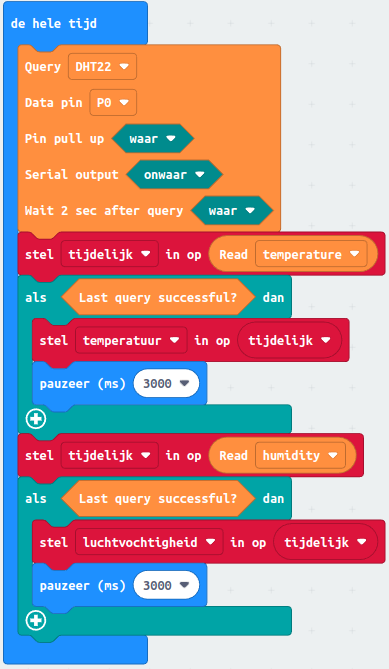 de hele tijd
Query DHT22
Data pin P0
Pin pull up waar
Serial output onwaar
Wait 2 sec after query waar
stel tijdelijk in op Read temperature
als Last query successful? dan
stel temperatuur in op tijdelijk
pauzeer (ms) 3000
stel tijdelijk in op Read humidity
als Last query successful? dan
stel luchtvochtigheid in op tijdelijk
pauzeer (ms) 3000